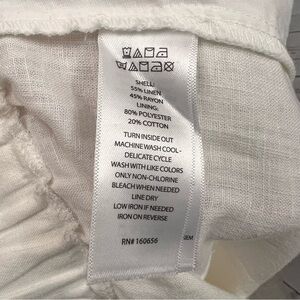 SHELL:
55% LINEN
45% RAYON
LINING:
80% POLYESTER
20% COTTON
TURN INSIDE OUT
MACHINE WASH COOL-
DELICATE CYCLE
WASH WITH LIKE COLORS
ONLY NON-CHLORINE
BLEACH WHEN NEEDED
LINE DRY
LOW IRON IF NEEDED
IRON ON REVERSE
RN# 160656